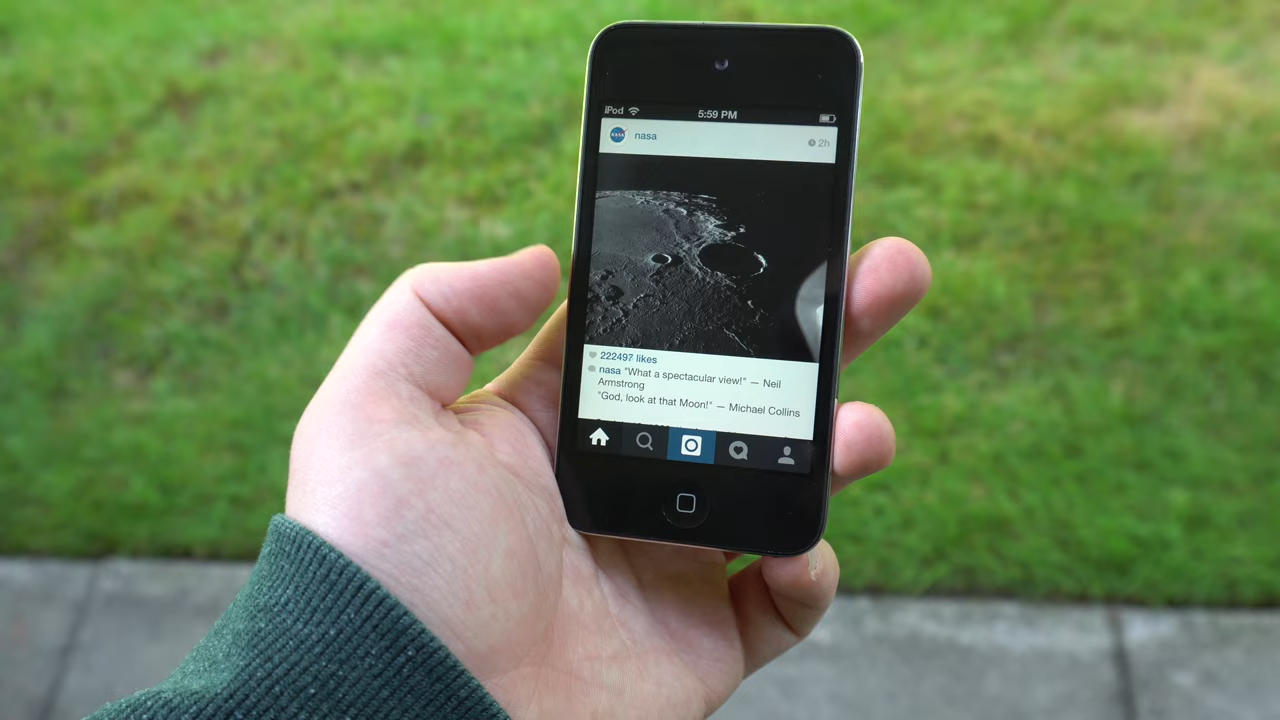 iPod 5:59 PM
nasa 2h
NASA
222497 likes
nasa "What a spectacular view!" — Neil
Armstrong
"God, look at that Moon!" — Michael Collins